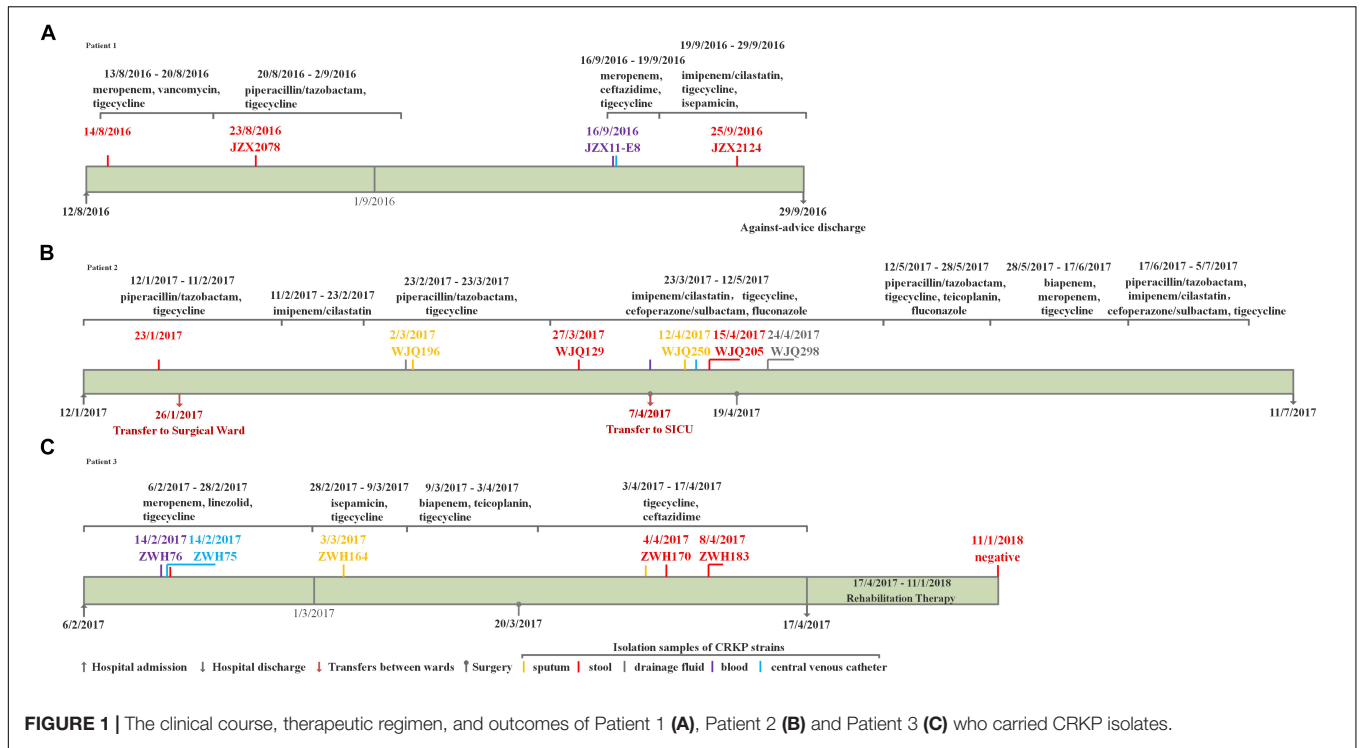 A
Patient 1
19/9/2016 - 29/9/2016
13/8/2016 - 20/8/2016 20/8/2016 - 2/9/2016 16/9/2016 - 19/9/2016 imipenem/cilastatin,
meropenem, vancomycin, piperacillin/tazobactam, meropenem, tigecycline,
tigecycline tigecycline ceftazidime, isepamicin,
tigecycline
14/8/2016 23/8/2016 16/9/2016 25/9/2016
JZX2078 JZX11-E8 JZX2124
12/8/2016 1/9/2016 29/9/2016
Against-advice discharge
B
Patient 2
12/1/2017 - 11/2/2017 23/2/2017 - 23/3/2017 23/3/2017 - 12/5/2017 12/5/2017 - 28/5/2017 28/5/2017 - 17/6/2017 17/6/2017 - 5/7/2017
piperacillin/tazobactam, 11/2/2017 - 23/2/2017 piperacillin/tazobactam, imipenem/cilastatin, tigecycline, piperacillin/tazobactam, biapenem, piperacillin/tazobactam,
tigecycline imipenem/cilastatin tigecycline cefoperazone/sulbactam, fluconazole tigecycline, teicoplanin, meropenem, imipenem/cilastatin,
fluconazole tigecycline cefoperazone/sulbactam, tigecycline
23/1/2017 2/3/2017 27/3/2017 12/4/2017 15/4/2017 24/4/2017
WJQ196 WJQ129 WJQ250 WJQ205 WJQ298
12/1/2017 26/1/2017 7/4/2017 19/4/2017 11/7/2017
Transfer to Surgical Ward Transfer to SICU
C
Patient 3
6/2/2017 - 28/2/2017 28/2/2017 - 9/3/2017 9/3/2017 - 3/4/2017 3/4/2017 - 17/4/2017
meropenem, linezolid, isepamicin, biapenem, teicoplanin, tigecycline,
tigecycline tigecycline tigecycline ceftazidime
14/2/2017 14/2/2017 3/3/2017 4/4/2017 8/4/2017 11/1/2018
ZWH76 ZWH75 ZWH164 ZWH170 ZWH183 negative
17/4/2017 - 11/1/2018
Rehabilitation Therapy
6/2/2017 1/3/2017 20/3/2017 17/4/2017
Isolation samples of CRKP strains
Hospital admission Hospital discharge Transfers between wards Surgery sputum stool drainage fluid blood central venous catheter
FIGURE 1 | The clinical course, therapeutic regimen, and outcomes of Patient 1 (A), Patient 2 (B) and Patient 3 (C) who carried CRKP isolates.